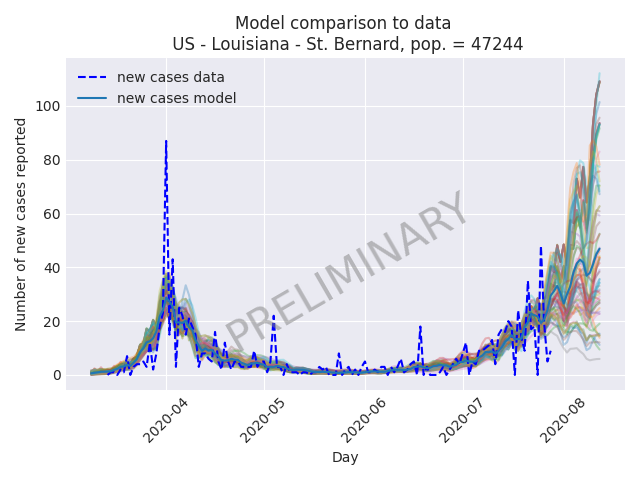 Model comparison to data
US - Louisiana - St. Bernard, pop. = 47244
new cases data
new cases model
Number of new cases reported
100
80
60
40
20
0
PRELIMINARY
2020-04
2020-05
2020-06
2020-07
2020-08
Day